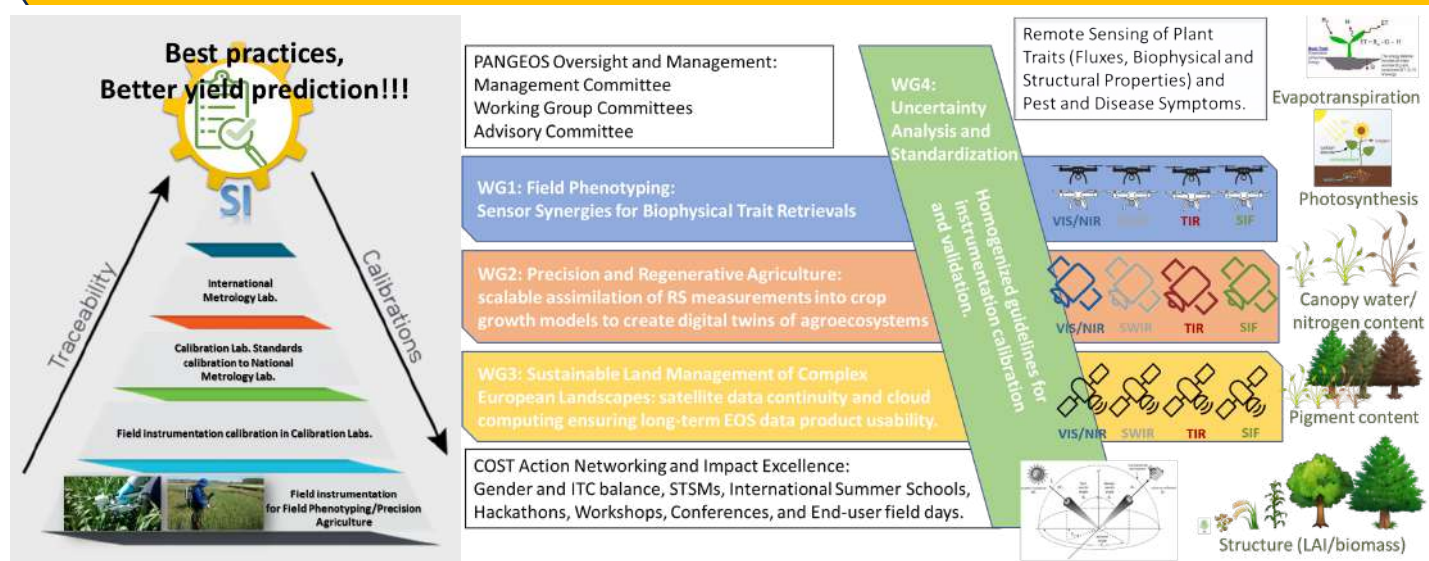 Best practices,
Better yield prediction!!!
SI
Traceability
Calibrations
International
Metrology Lab.
Calibration Lab. Standards
calibration to National
Metrology Lab.
Field instrumentation calibration in Calibration Labs.
Field instrumentation
for Field Phenotyping/Precision
Agriculture
PANGEOS Oversight and Management:
Management Committee
Working Group Committees
Advisory Committee
WG1: Field Phenotyping:
Sensor Synergies for Biophysical Trait Retrievals
WG2: Precision and Regenerative Agriculture:
scalable assimilation of RS measurements into crop
growth models to create digital twins of agroecosystems
WG3: Sustainable Land Management of Complex
European Landscapes: satellite data continuity and cloud
computing ensuring long-term EOS data product usability.
COST Action Networking and Impact Excellence:
Gender and ITC balance, STSMs, International Summer Schools,
Hackathons, Workshops, Conferences, and End-user field days.
WG4:
Uncertainty
Analysis and
Standardization
Homogenized guidelines for
instrumentation calibration
and validation.
Remote Sensing of Plant
Traits (Fluxes, Biophysical and
Structural Properties) and
Pest and Disease Symptoms.
VIS/NIR SWIR TIR SIF
VIS/NIR SWIR TIR SIF
VIS/NIR SWIR TIR SIF
Evapotranspiration
Photosynthesis
Canopy water/
nitrogen content
Pigment content
Structure (LAI/biomass)